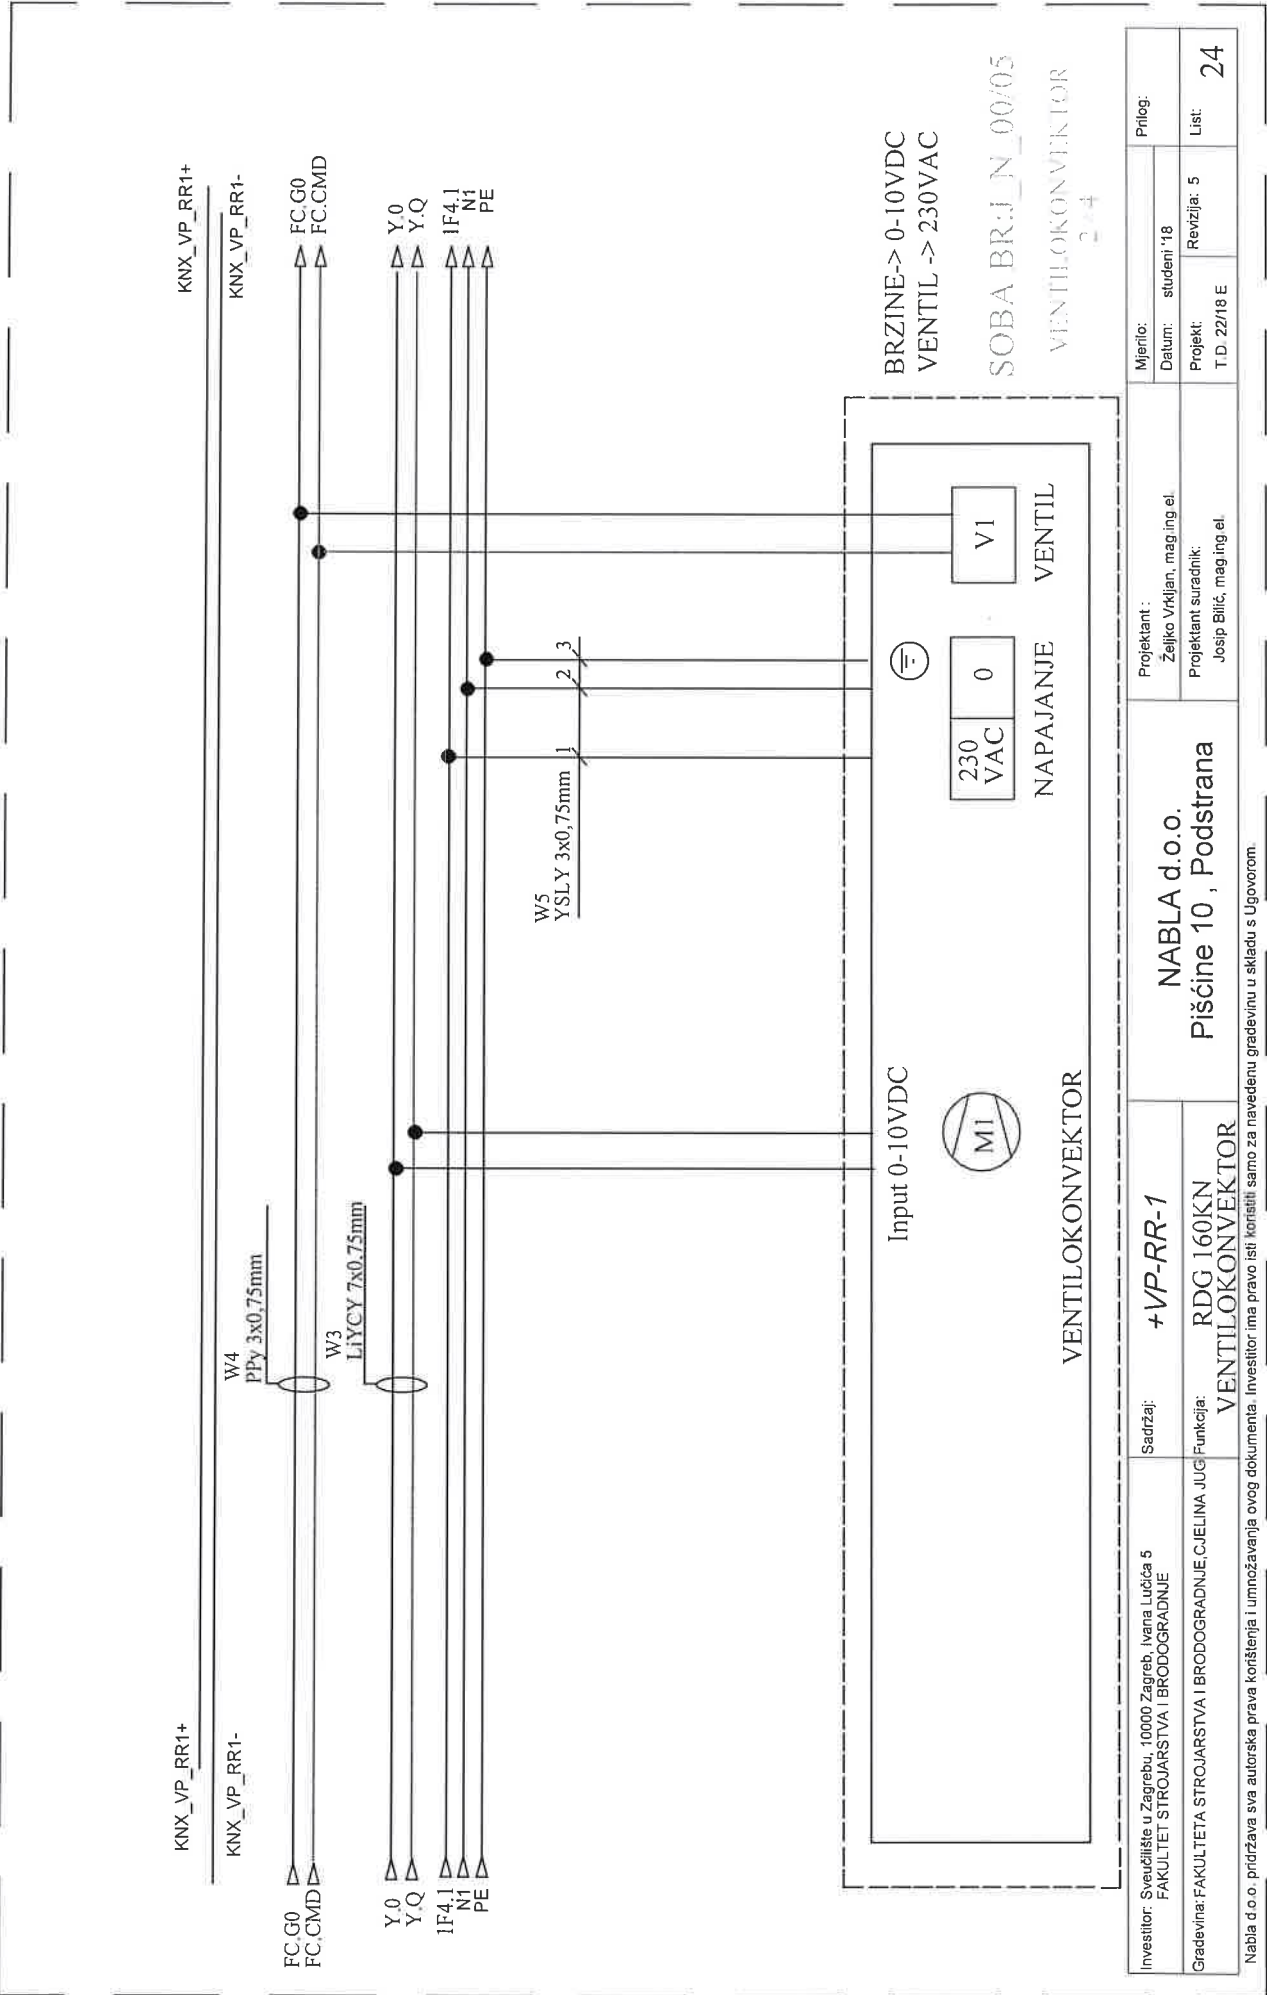 KNX_VP_RR1+
KNX_VP_RR1+
KNX_VP_RR1-
KNX_VP_RR1-
W4
PPy 3x0,75mm
FC.G0
FC.CMD
FC.G0
FC.CMD
W3
LiYCY 7x0.75mm
Y.0
Y.Q
Y.0
Y.Q
1F4.1
N1
PE
1F4.1
N1
PE
W5
YSLY 3x0,75mm
1
2
3
Input 0-10VDC
M1
230
VAC
0
V1
NAPAJANJE
VENTIL
VENTILOKONVEKTOR
BRZINE-> 0-10VDC
VENTIL -> 230VAC
SOBA BR:J_N_00/05
VENTILOKONVEKTOR
2/4
Investitor: Sveučilište u Zagrebu, 10000 Zagreb, Ivana Lučića 5
FAKULTET STROJARSTVA I BRODOGRADNJE
Građevina: FAKULTETA STROJARSTVA I BRODOGRADNJE,CJELINA JUG
Sadržaj:
+VP-RR-1
Funkcija:
RDG 160KN
VENTILOKONVEKTOR
NABLA d.o.o.
Pišćine 10 , Podstrana
Projektant :
Željko Vrkljan, mag.ing.el.
Projektant suradnik:
Josip Bilić, mag.ing.el.
Mjerilo:
Datum: studeni '18
Projekt:
T.D. 22/18 E
Revizija: 5
Prilog:
List:
24
Nabla d.o.o. pridržava sva autorska prava korištenja i umnožavanja ovog dokumenta. Investitor ima pravo isti koristiti samo za navedenu građevinu u skladu s Ugovorom.